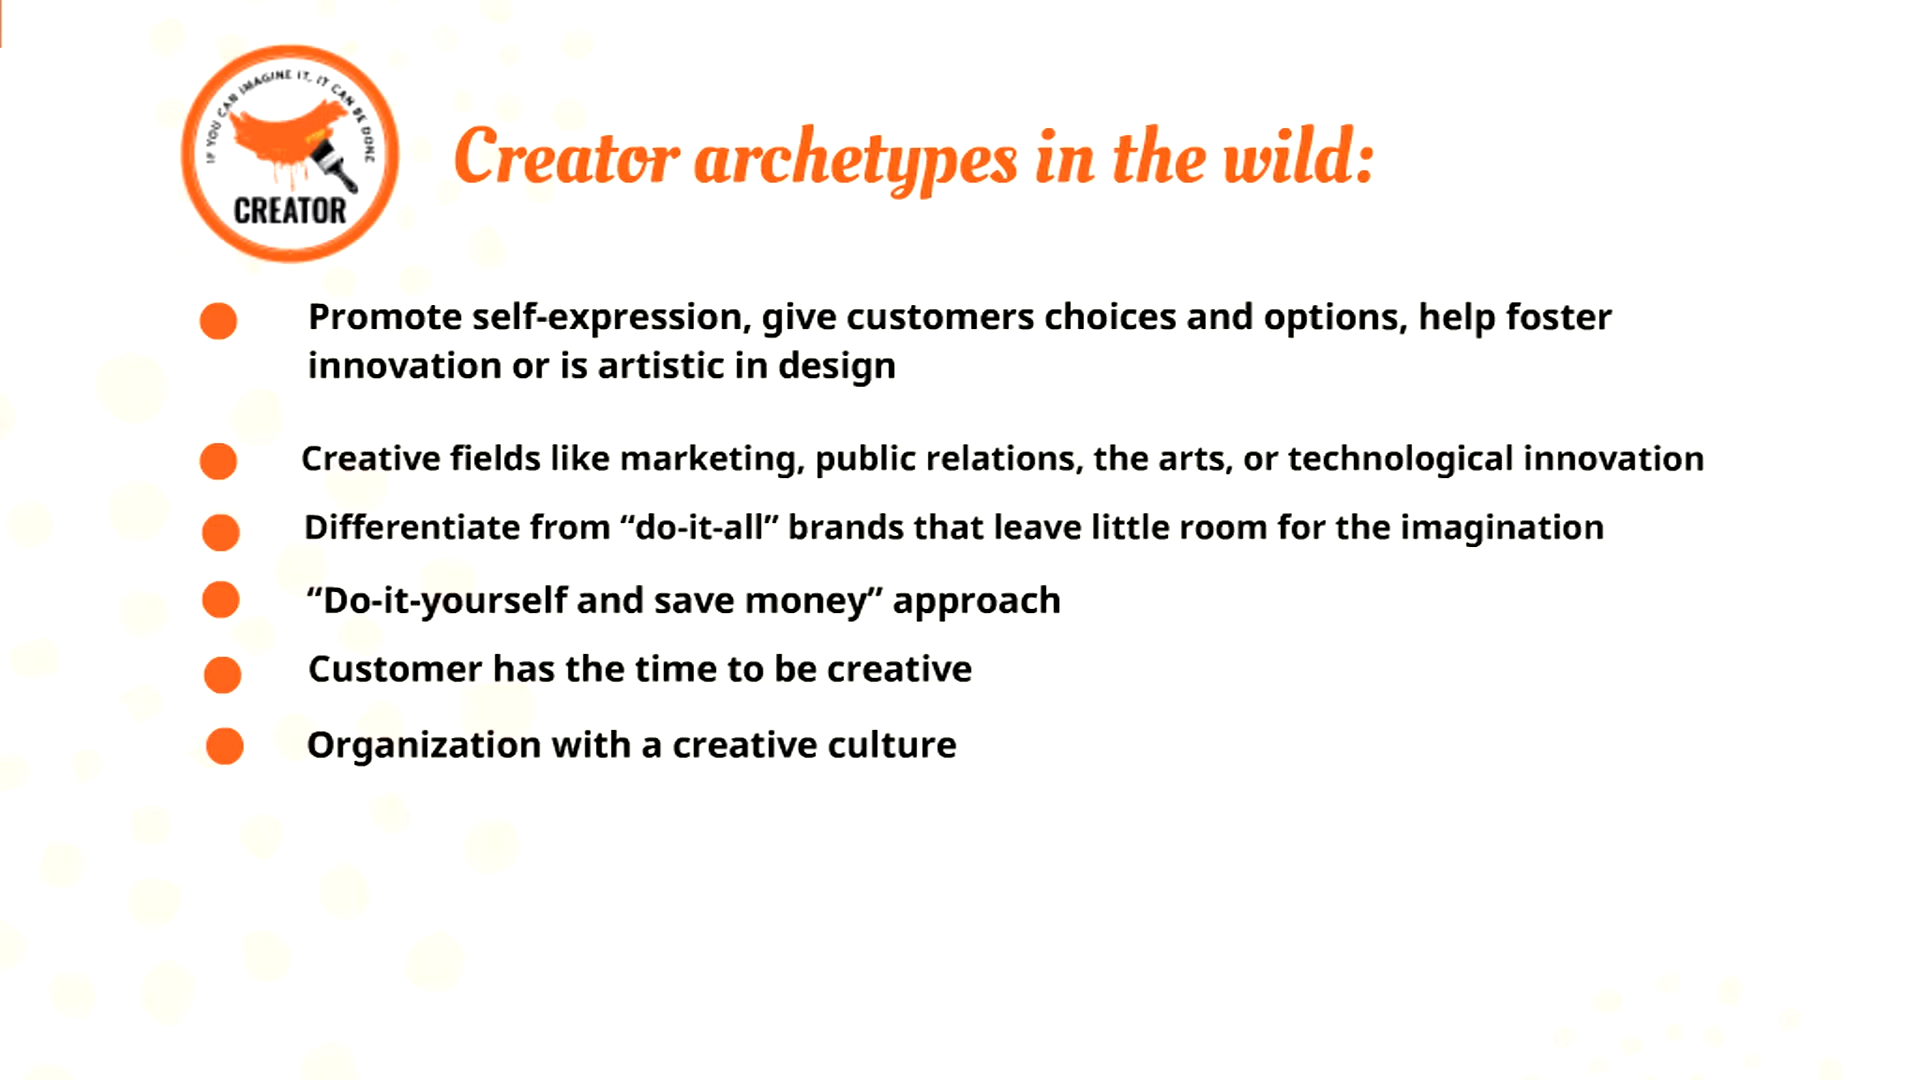 IF YOU CAN IMAGINE IT, IT CAN BE DONE
CREATOR
Creator archetypes in the wild:
Promote self-expression, give customers choices and options, help foster
innovation or is artistic in design
Creative fields like marketing, public relations, the arts, or technological innovation
Differentiate from “do-it-all” brands that leave little room for the imagination
“Do-it-yourself and save money” approach
Customer has the time to be creative
Organization with a creative culture